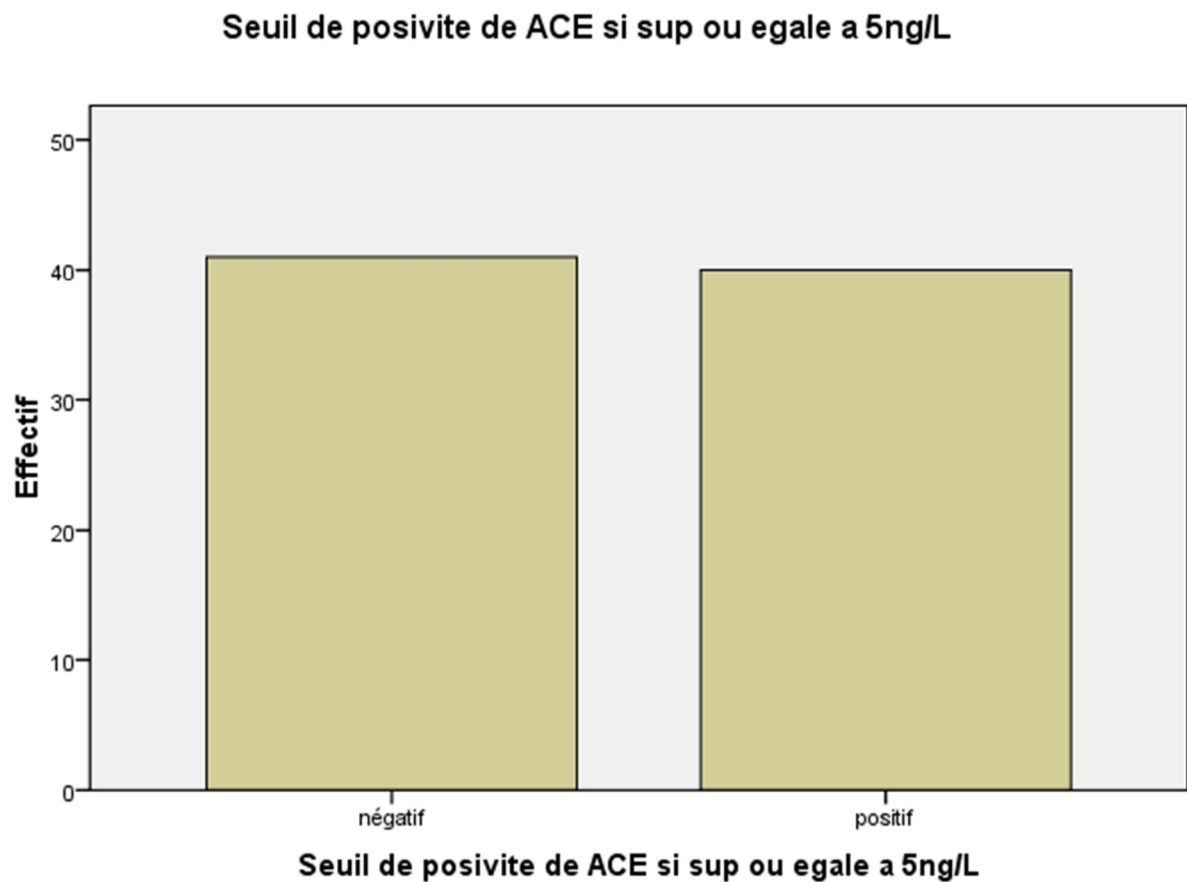 Seuil de posivite de ACE si sup ou egale a 5ng/L
50
40
30
20
10
0
Effectif
négatif
positif
Seuil de posivite de ACE si sup ou egale a 5ng/L